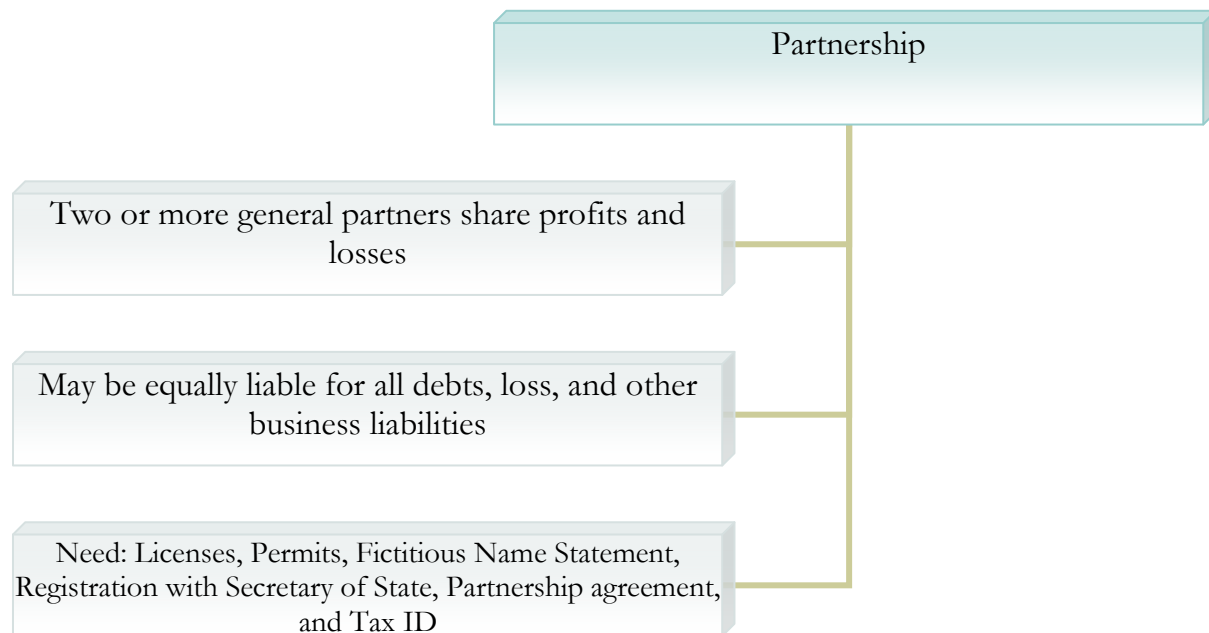 Partnership
Two or more general partners share profits and
losses
May be equally liable for all debts, loss, and other
business liabilities
Need: Licenses, Permits, Fictitious Name Statement,
Registration with Secretary of State, Partnership agreement,
and Tax ID